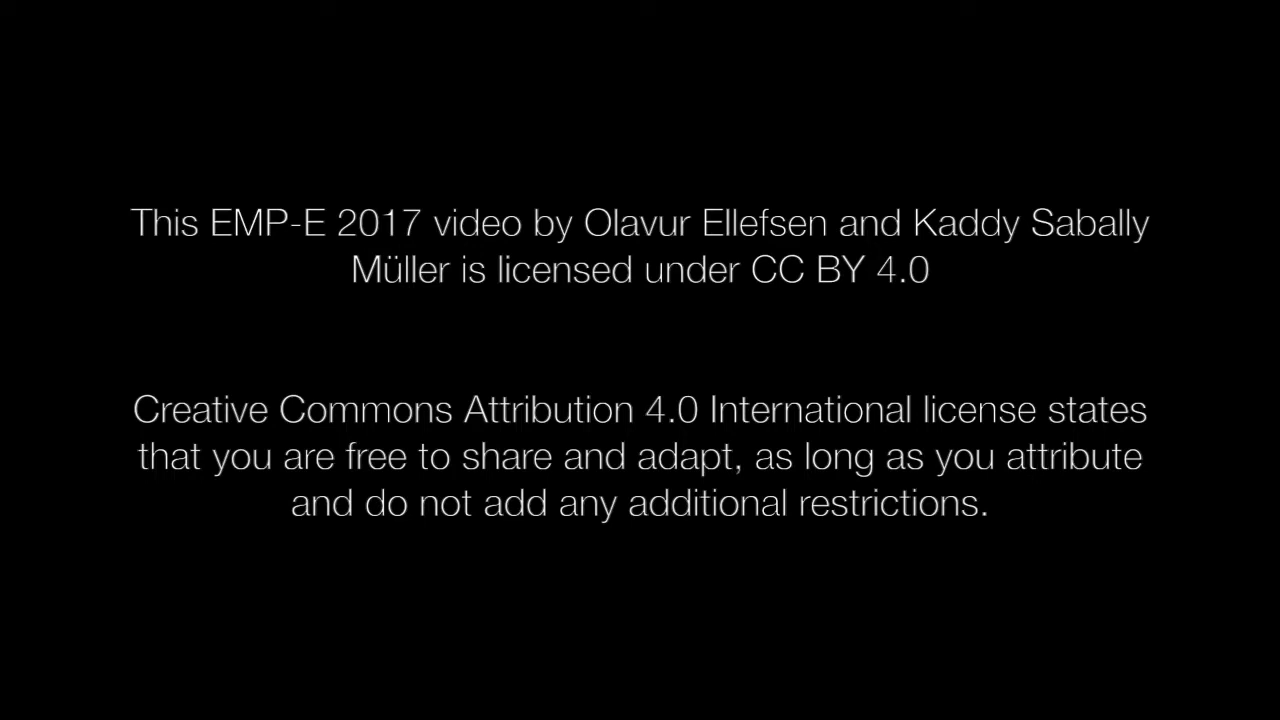 This EMP-E 2017 video by Olavur Ellefsen and Kaddy Sabally
Müller is licensed under CC BY 4.0
Creative Commons Attribution 4.0 International license states
that you are free to share and adapt, as long as you attribute
and do not add any additional restrictions.